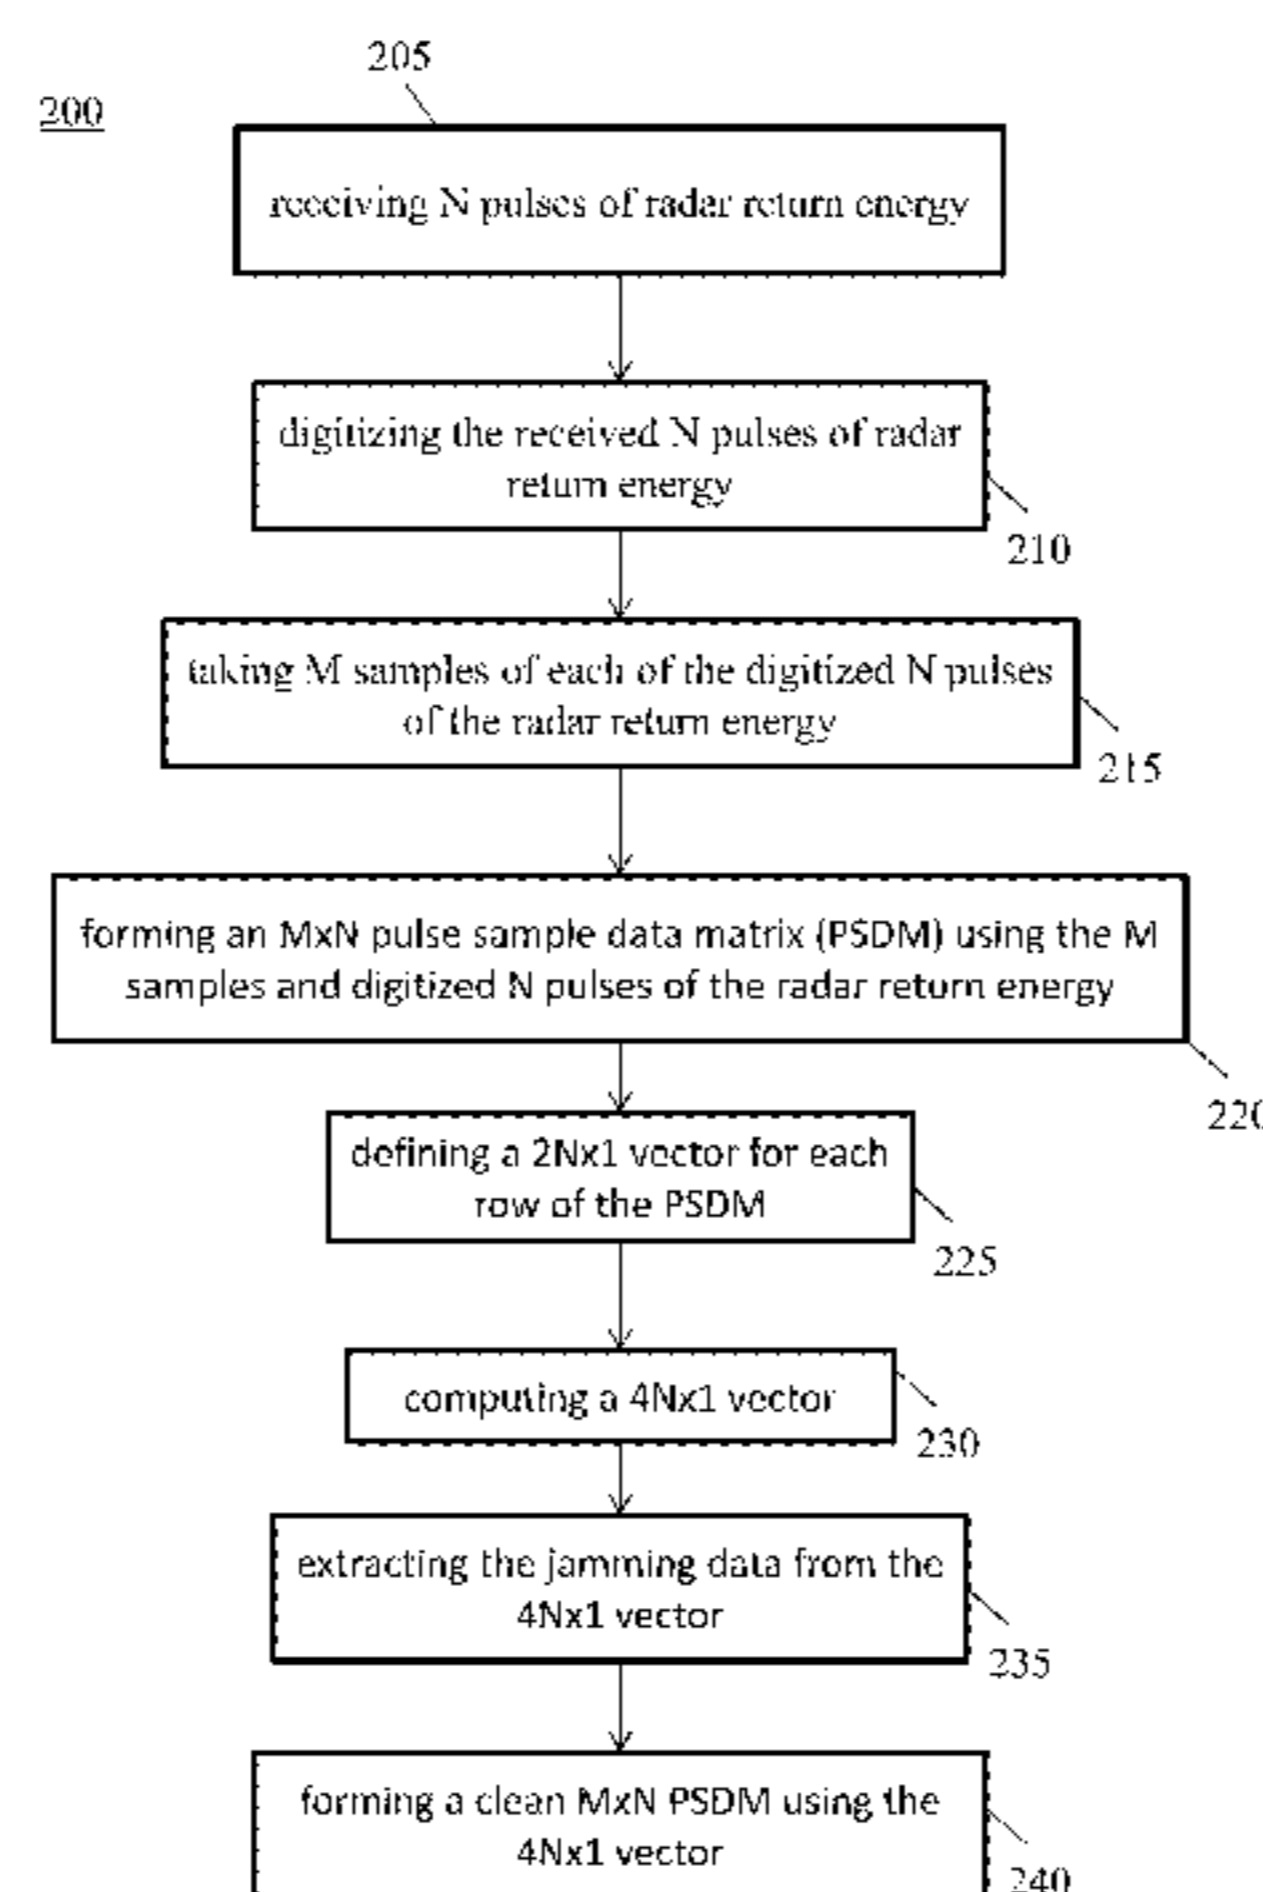 205
200
receiving N pulses of radar return energy
digitizing the received N pulses of radar
return energy
210
taking M samples of each of the digitized N pulses
of the radar return energy
215
forming an MxN pulse sample data matrix (PSDM) using the M
samples and digitized N pulses of the radar return energy
220
defining a 2Nx1 vector for each
row of the PSDM
225
computing a 4Nx1 vector
230
extracting the jamming data from the
4Nx1 vector
235
forming a clean MxN PSDM using the
4Nx1 vector
240